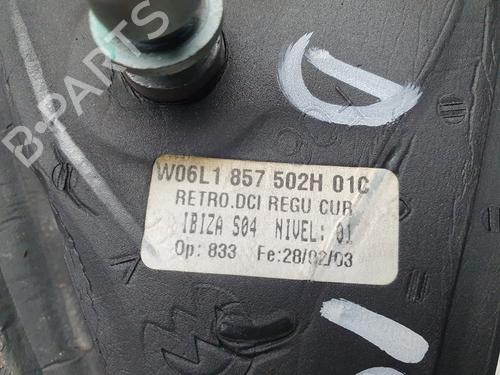 B-PARTS
D
W06L1 857 502H 01C
RETRO.DCI REGU CUR
IBIZA S04 NIVEL: 01
Op: 833 Fe:28/02/03